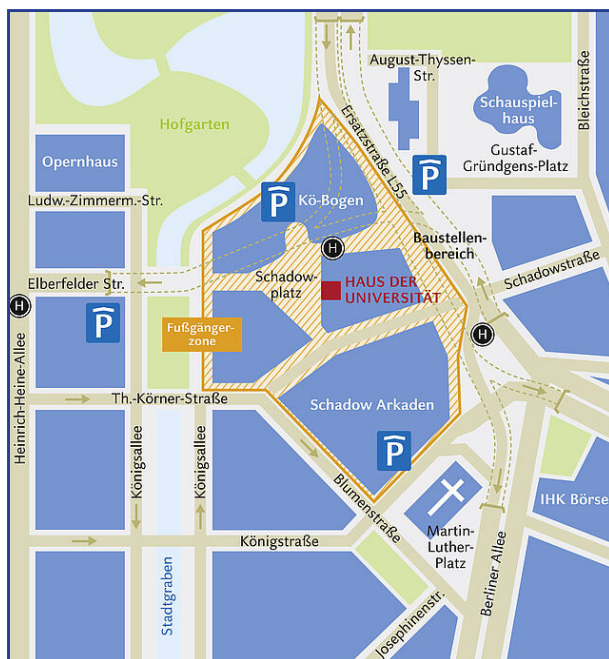 August-Thyssen-
Str.
Bleichstraße
Schauspiel-
haus
Hofgarten
Ersatzstraße L55
Gustaf-
Gründgens-Platz
Opernhaus
Ludw.-Zimmerm.-Str.
P
P
Kö-Bogen
Baustellen-
bereich
H
Schadowstraße
Elberfelder Str.
Schadow-
platz
HAUS DER
UNIVERSITÄT
H
P
Fußgänger-
zone
H
Heinrich-Heine-Allee
Th.-Körner-Straße
Schadow Arkaden
Königsallee
Königsallee
P
Blumenstraße
IHK Börse
Königstraße
Martin-
Luther-
Platz
Berliner Allee
Stadtgraben
Josephinenstr.